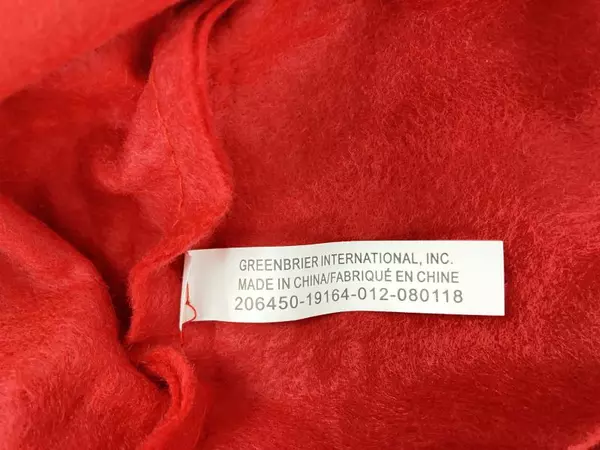 GREENBRIER INTERNATIONAL, INC.
MADE IN CHINA/FABRIQUÉ EN CHINE
206450-19164-012-080118